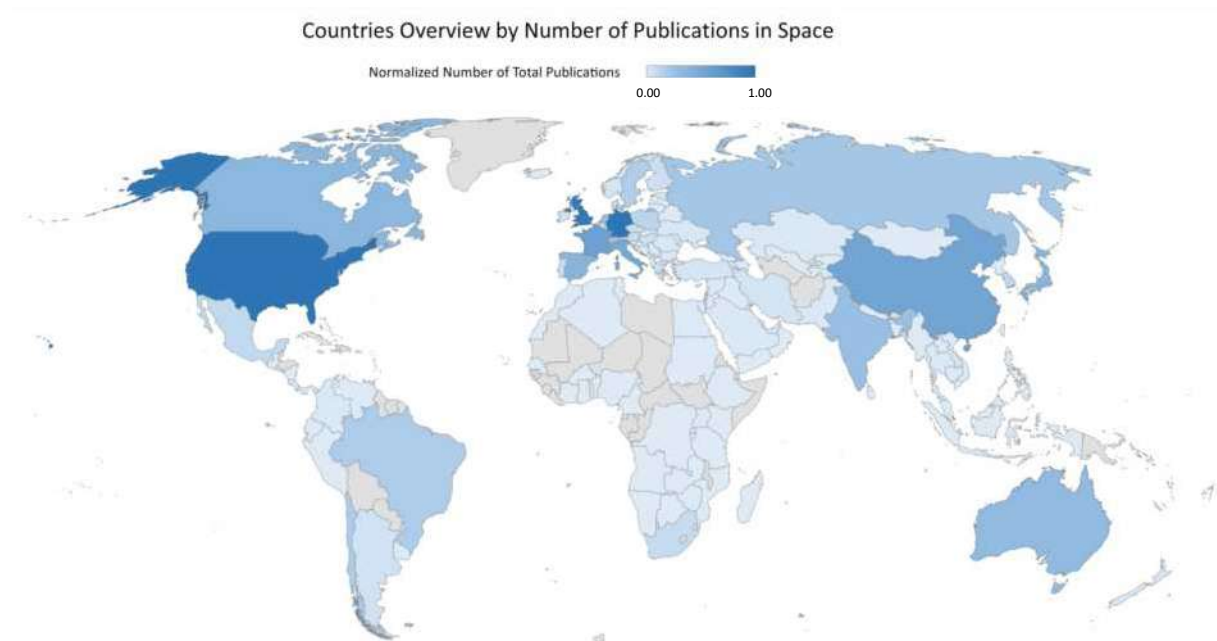 Countries Overview by Number of Publications in Space
Normalized Number of Total Publications
0.00 1.00